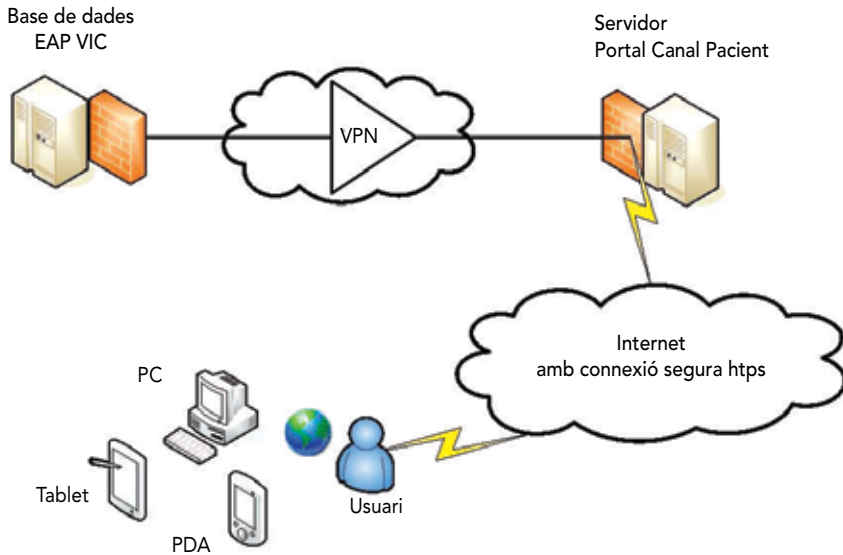 Base de dades
EAP VIC
Servidor
Portal Canal Pacient
VPN
Internet
amb connexió segura htps
PC
Tablet
Usuari
PDA